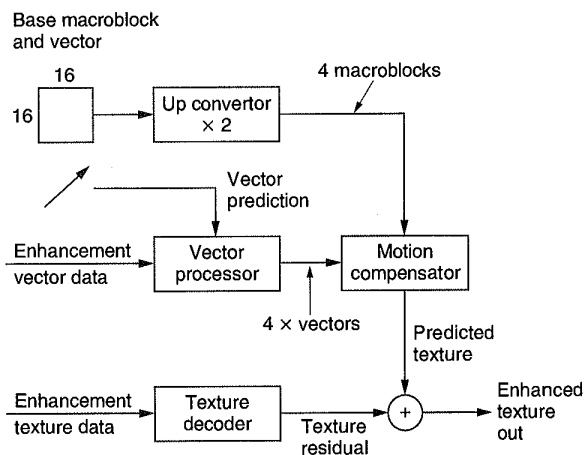 Base macroblock
and vector
16
16
Up convertor
× 2
4 macroblocks
Vector
prediction
Enhancement
vector data
Vector
processor
4 × vectors
Motion
compensator
Predicted
texture
Enhancement
texture data
Texture
decoder
Texture
residual
+
Enhanced
texture
out